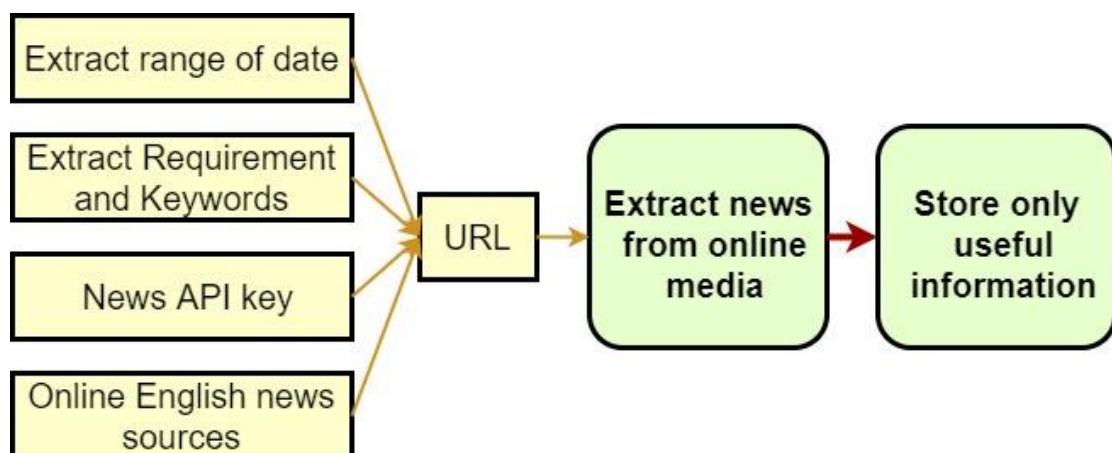 Extract range of date
Extract Requirement
and Keywords
News API key
Online English news
sources
URL
Extract news
from online
media
Store only
useful
information